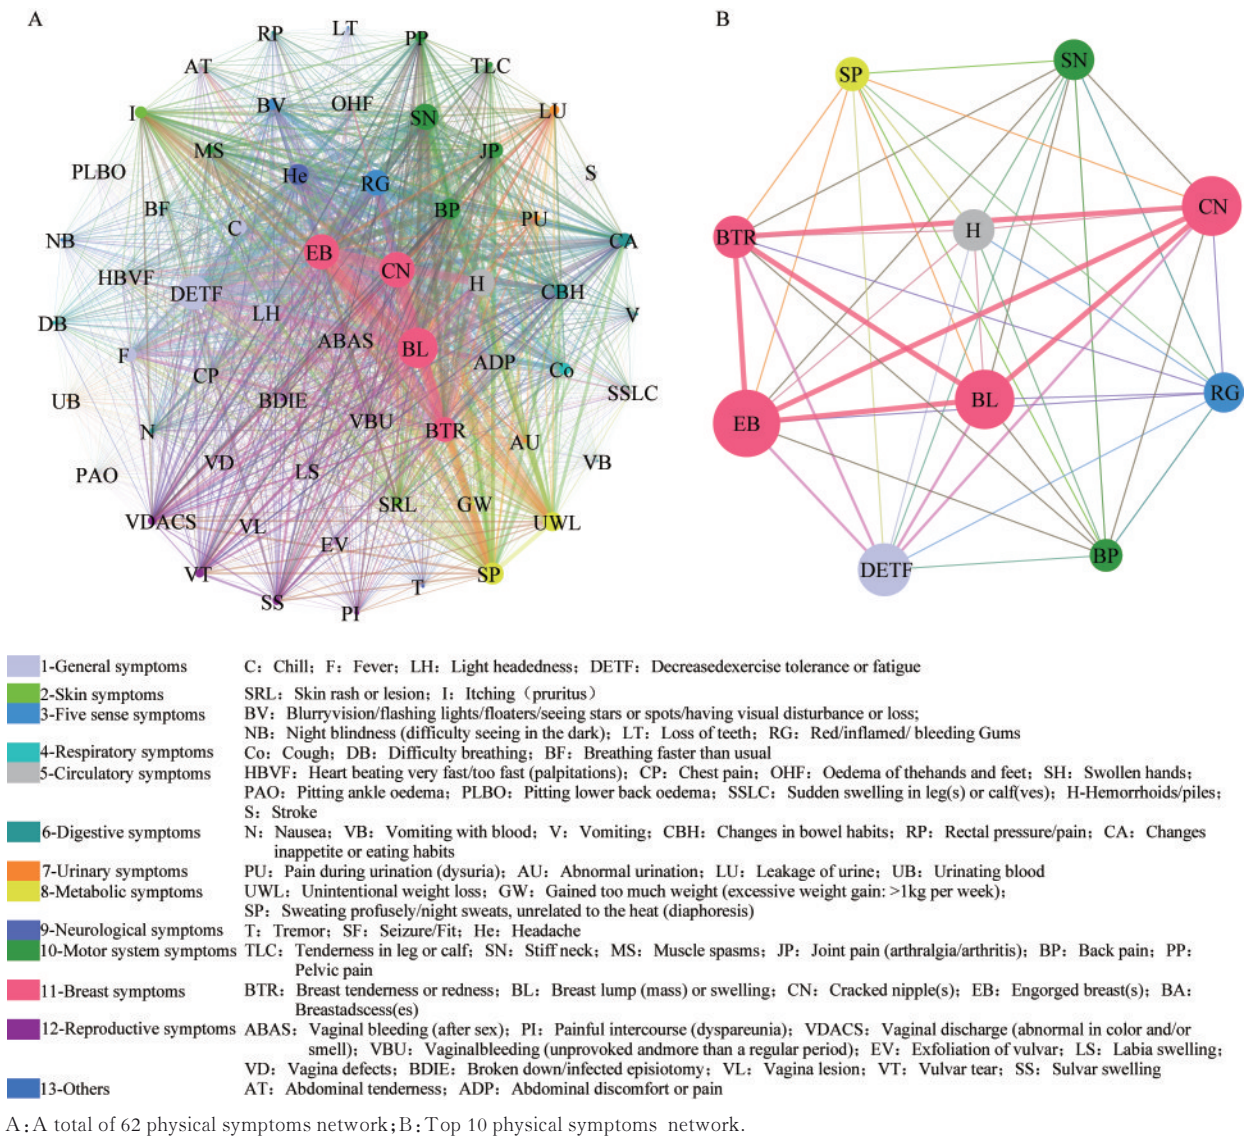 A
B
LT
RP
PP
AT
TLC
BV
OHF
I
SN
LU
MS
JP
PLBO
He
RG
S
BF
BP
PU
C
NB
EB
CA
HBVF
CN
DETF
H
CBH
LH
DB
V
F
ABAS
BL
ADP
CP
Co
UB
BDIE
SSLC
VBU
N
BTR
AU
VD
LS
VB
PAO
SRL
GW
VDACS
VL
UWL
EV
VT
SP
T
SS
PI
SN
SP
CN
BTR
H
RG
BL
EB
BP
DETF
1-General symptoms C: Chill; F: Fever; LH: Light headedness; DETF: Decreasedexercise tolerance or fatigue
2-Skin symptoms SRL: Skin rash or lesion; I: Itching (pruritus)
3-Five sense symptoms BV: Blurryvision/flashing lights/floaters/seeing stars or spots/having visual disturbance or loss;
NB: Night blindness (difficulty seeing in the dark); LT: Loss of teeth; RG: Red/inflamed/ bleeding Gums
4-Respiratory symptoms Co: Cough; DB: Difficulty breathing; BF: Breathing faster than usual
5-Circulatory symptoms HBVF: Heart beating very fast/too fast (palpitations); CP: Chest pain; OHF: Oedema of thehands and feet; SH: Swollen hands;
PAO: Pitting ankle oedema; PLBO: Pitting lower back oedema; SSLC: Sudden swelling in leg(s) or calf(ves); H-Hemorrhoids/piles;
S: Stroke
6-Digestive symptoms N: Nausea; VB: Vomiting with blood; V: Vomiting; CBH: Changes in bowel habits; RP: Rectal pressure/pain; CA: Changes
inappetite or eating habits
7-Urinary symptoms PU: Pain during urination (dysuria); AU: Abnormal urination; LU: Leakage of urine; UB: Urinating blood
8-Metabolic symptoms UWL: Unintentional weight loss; GW: Gained too much weight (excessive weight gain: >1kg per week);
SP: Sweating profusely/night sweats, unrelated to the heat (diaphoresis)
9-Neurological symptoms T: Tremor; SF: Seizure/Fit; He: Headache
10-Motor system symptoms TLC: Tenderness in leg or calf; SN: Stiff neck; MS: Muscle spasms; JP: Joint pain (arthralgia/arthritis); BP: Back pain; PP:
Pelvic pain
11-Breast symptoms BTR: Breast tenderness or redness; BL: Breast lump (mass) or swelling; CN: Cracked nipple(s); EB: Engorged breast(s); BA:
Breastadscess(es)
12-Reproductive symptoms ABAS: Vaginal bleeding (after sex); PI: Painful intercourse (dyspareunia); VDACS: Vaginal discharge (abnormal in color and/or
smell); VBU: Vaginalbleeding (unprovoked andmore than a regular period); EV: Exfoliation of vulvar; LS: Labia swelling;
VD: Vagina defects; BDIE: Broken down/infected episiotomy; VL: Vagina lesion; VT: Vulvar tear; SS: Sulvar swelling
13-Others AT: Abdominal tenderness; ADP: Abdominal discomfort or pain
A: A total of 62 physical symptoms network; B: Top 10 physical symptoms network.